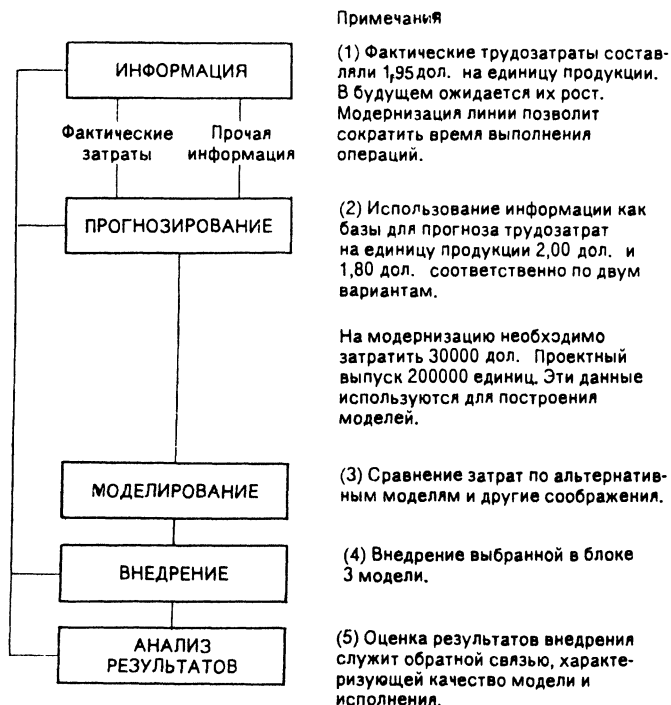 Примечания
ИНФОРМАЦИЯ
(1) Фактические трудозатраты состав-
ляли 1,95 дол. на единицу продукции.
В будущем ожидается их рост.
Модернизация линии позволит
сократить время выполнения
операций.
Фактические
затраты
Прочая
информация
ПРОГНОЗИРОВАНИЕ
(2) Использование информации как
базы для прогноза трудозатрат
на единицу продукции 2,00 дол. и
1,80 дол. соответственно по двум
вариантам.
На модернизацию необходимо
затратить 30000 дол. Проектный
выпуск 200000 единиц. Эти данные
используются для построения
моделей.
МОДЕЛИРОВАНИЕ
(3) Сравнение затрат по альтернатив-
ным моделям и другие соображения.
ВНЕДРЕНИЕ
(4) Внедрение выбранной в блоке
3 модели.
АНАЛИЗ
РЕЗУЛЬТАТОВ
(5) Оценка результатов внедрения
служит обратной связью, характе-
ризующей качество модели и
исполнения.